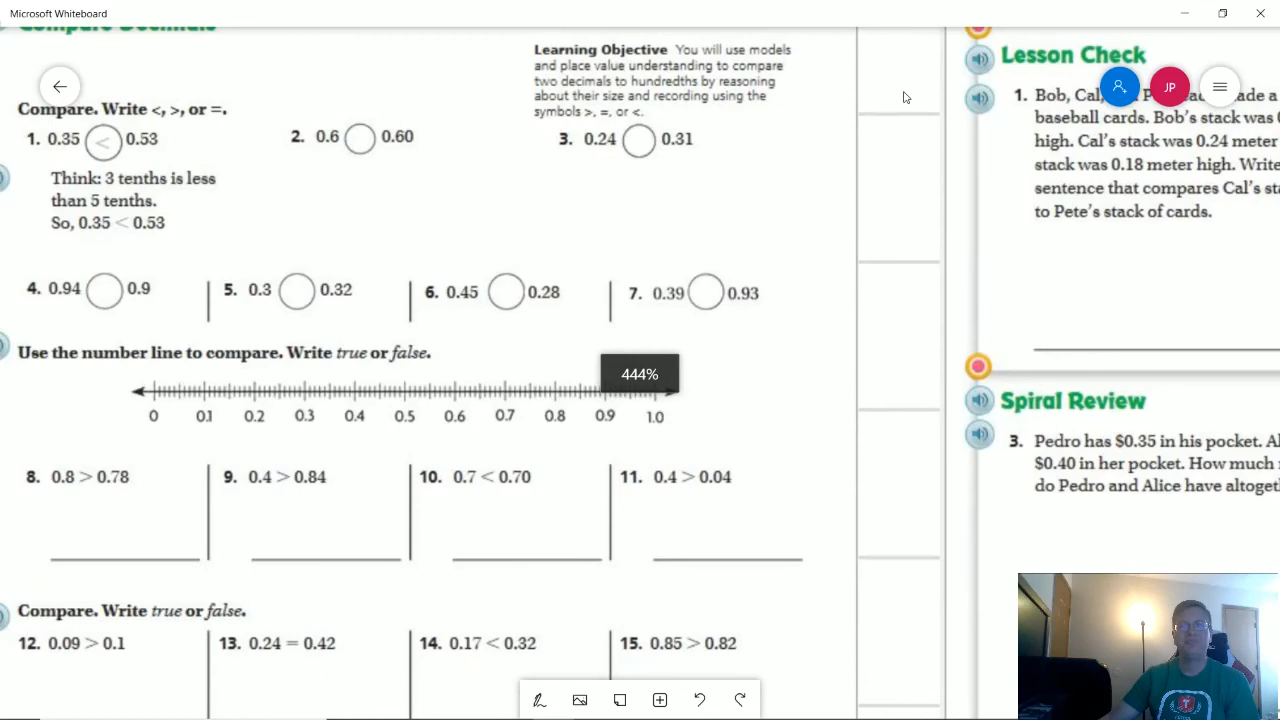 Microsoft Whiteboard
Compare Decimals
Learning Objective You will use models
and place value understanding to compare
two decimals to hundredths by reasoning
about their size and recording using the
symbols >, =, or <.
Compare. Write <, >, or =.
1. 0.35 < 0.53
2. 0.6 0.60
3. 0.24 0.31
Think: 3 tenths is less
than 5 tenths.
So, 0.35 < 0.53
4. 0.94 0.9
5. 0.3 0.32
6. 0.45 0.28
7. 0.39 0.93
Use the number line to compare. Write true or false.
444%
0 0.1 0.2 0.3 0.4 0.5 0.6 0.7 0.8 0.9 1.0
8. 0.8 > 0.78
9. 0.4 > 0.84
10. 0.7 < 0.70
11. 0.4 > 0.04
Compare. Write true or false.
12. 0.09 > 0.1
13. 0.24 = 0.42
14. 0.17 < 0.32
15. 0.85 > 0.82
Lesson Check
JP
1. Bob, Cal, made a
baseball cards. Bob's stack was
high. Cal's stack was 0.24 meter
stack was 0.18 meter high. Write
sentence that compares Cal's
to Pete's stack of cards.
Spiral Review
3. Pedro has $0.35 in his pocket.
$0.40 in her pocket. How much
do Pedro and Alice have